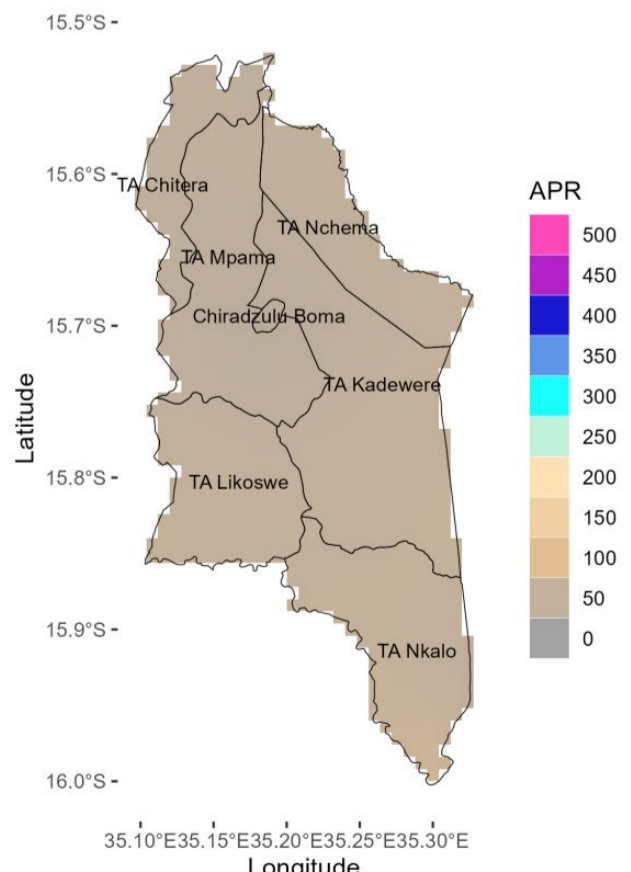 15.5°S
15.6°S
15.7°S
15.8°S
15.9°S
16.0°S
Latitude
TA Chitera
TA Nchema
TA Mpama
Chiradzulu Boma
TA Kadewere
TA Likoswe
TA Nkalo
35.10°E35.15°E35.20°E35.25°E35.30°E
Longitude
APR
500
450
400
350
300
250
200
150
100
50
0